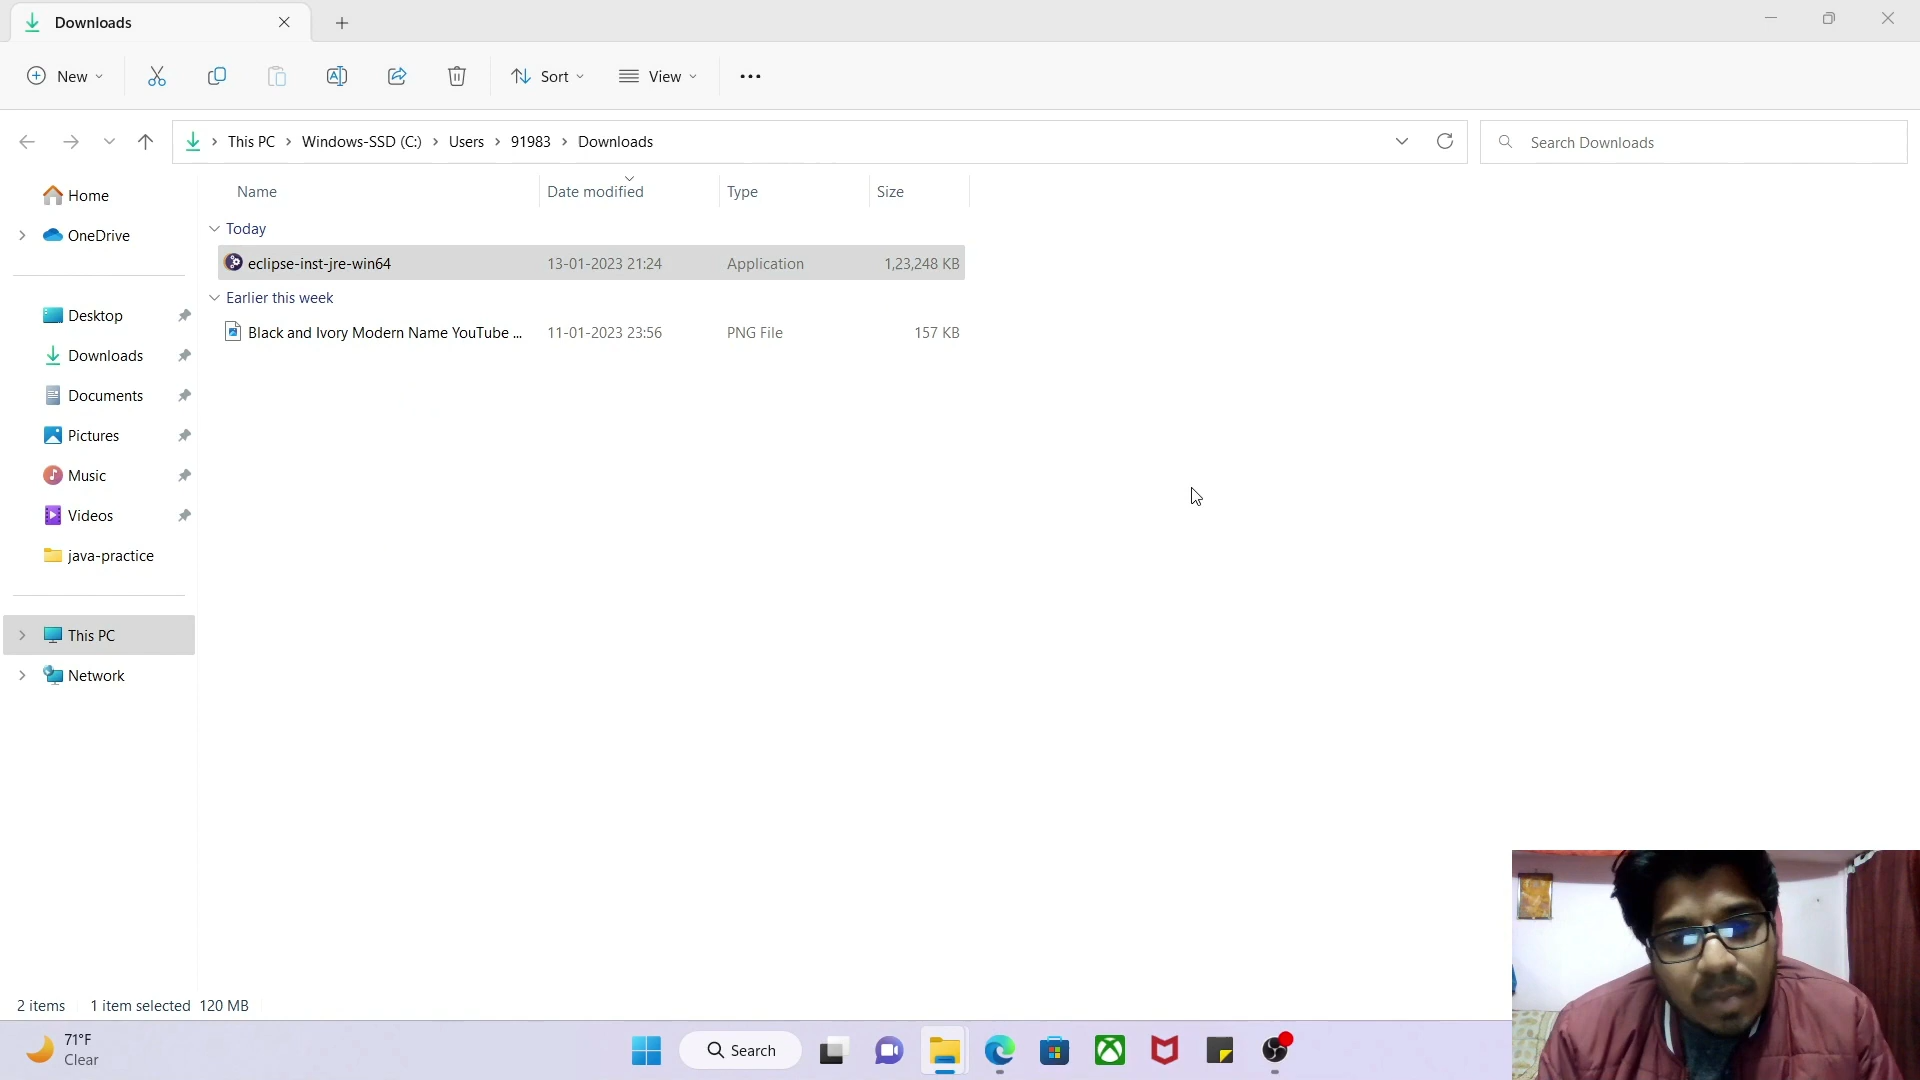 Downloads
New
Sort
View
This PC
Windows-SSD (C:)
Users
91983
Downloads
Search Downloads
Home
OneDrive
Desktop
Downloads
Documents
Pictures
Music
Videos
java-practice
This PC
Network
Name
Date modified
Type
Size
Today
eclipse-inst-jre-win64 13-01-2023 21:24 Application 1,23,248 KB
Earlier this week
Black and Ivory Modern Name YouTube ... 11-01-2023 23:56 PNG File 157 KB
2 items 1 item selected 120 MB
71°F
Clear
Search